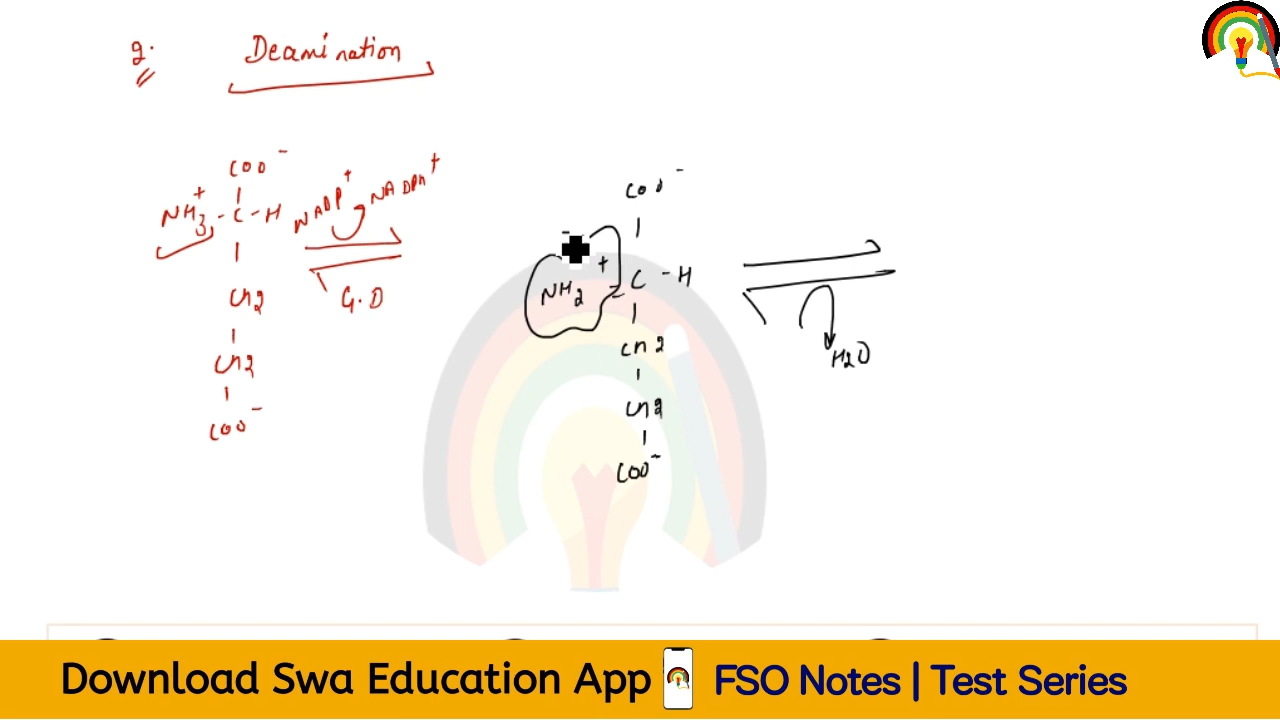 2. Deamination
COO-
NH3+ - C - H
CH2
CH2
COO-
NADP+ NADPH+
G.D
COO-
NH2+ = C - H
CH2
CH2
COO-
H2O
Download Swa Education App FSO Notes | Test Series